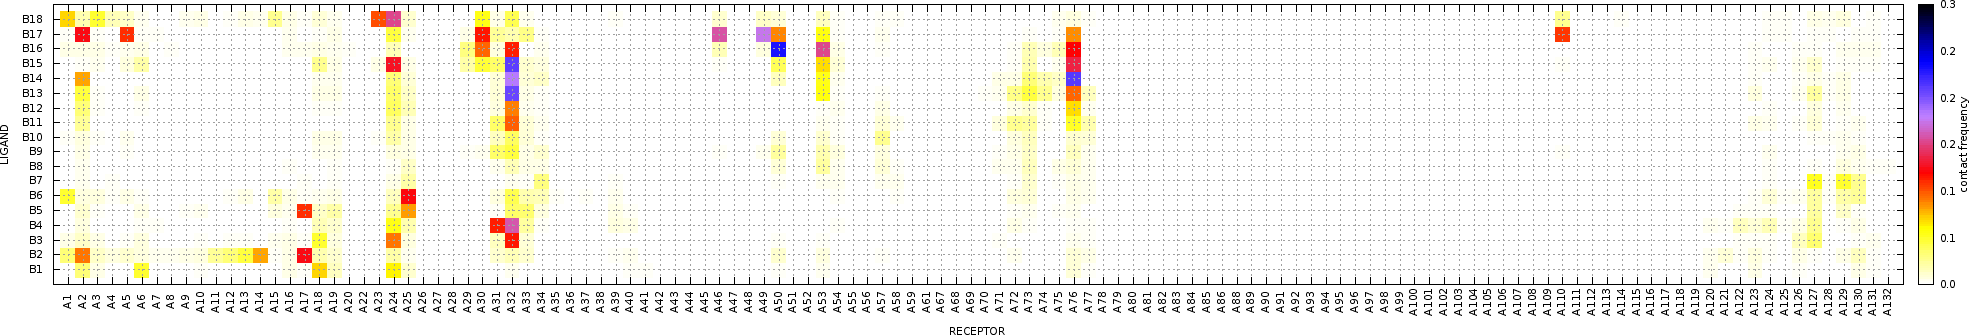 B18
B17
B16
B15
B14
B13
B12
B11
B10
B9
B8
B7
B6
B5
B4
B3
B2
B1
LIGAND
A1 A2 A3 A4 A5 A6 A7 A8 A9 A10 A11 A12 A13 A14 A15 A16 A17 A18 A19 A20 A22 A23 A24 A25 A26 A27 A28 A29 A30 A31 A32 A33 A34 A35 A36 A37 A38 A39 A40 A41 A42 A43 A44 A45 A46 A47 A48 A49 A50 A51 A52 A53 A54 A55 A56 A57 A58 A59 A61 A67 A68 A69 A70 A71 A72 A73 A74 A75 A76 A77 A78 A79 A80 A81 A82 A84 A85 A86 A87 A88 A89 A90 A91 A92 A93 A94 A95 A96 A97 A98 A99 A100 A101 A102 A103 A104 A105 A106 A107 A108 A109 A110 A111 A112 A113 A114 A115 A116 A117 A118 A119 A120 A121 A122 A123 A124 A125 A126 A127 A128 A129 A130 A131 A132
RECEPTOR
0.3
0.2
0.2
0.2
0.1
0.1
0.0
contact frequency